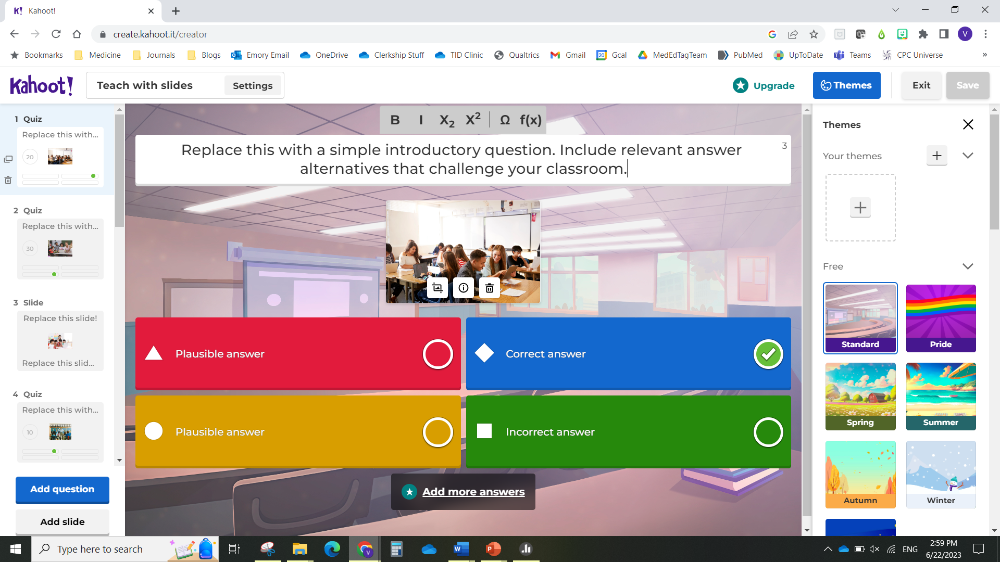 Kahoot!
create.kahoot.it/creator
V
Bookmarks Medicine Journals Blogs Emory Email OneDrive Clerkship Stuff TID Clinic Qualtrics Gmail 20 Gcal MedEdTagTeam PubMed UpToDate Teams CPC Universe »
Kahoot! Teach with slides Settings Upgrade Themes Exit Save
1 Quiz
Replace this with...
20
2 Quiz
Replace this with...
30
3 Slide
Replace this slide!
Replace this slid...
4 Quiz
Replace this with...
10
Add question
Add slide
B I X₂ X² Ω f(x)
Replace this with a simple introductory question. Include relevant answer
alternatives that challenge your classroom.
3
Plausible answer
Correct answer
Plausible answer
Incorrect answer
Add more answers
Themes
Your themes
Free
Standard Pride
Spring Summer
Autumn Winter
Type here to search
ENG
2:59 PM
6/22/2023